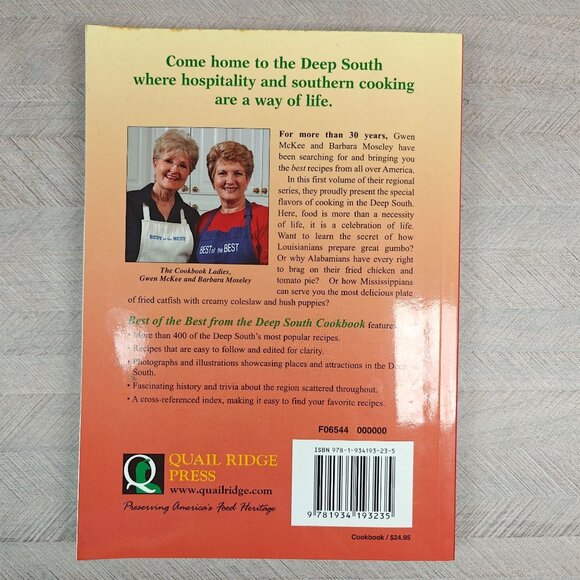 Come home to the Deep South
where hospitality and southern cooking
are a way of life.
BEST of the BEST
BEST of the BEST
The Cookbook Ladies,
Gwen McKee and Barbara Moseley
For more than 30 years, Gwen
McKee and Barbara Moseley have
been searching for and bringing you
the best recipes from all over America.
In this first volume of their regional
series, they proudly present the special
flavors of cooking in the Deep South.
Here, food is more than a necessity
of life, it is a celebration of life.
Want to learn the secret of how
Louisianians prepare great gumbo?
Or why Alabamians have every right
to brag on their fried chicken and
tomato pie? Or how Mississippians
can serve you the most delicious plate
of fried catfish with creamy coleslaw and hush puppies?
Best of the Best from the Deep South Cookbook features
• More than 400 of the Deep South's most popular recipes.
• Recipes that are easy to follow and edited for clarity.
• Photographs and illustrations showcasing places and attractions in the Deep
South.
• Fascinating history and trivia about the region scattered throughout.
• A cross-referenced index, making it easy to find your favorite recipes.
F06544 000000
ISBN 978-1-934193-23-5
9 781934 193235
Cookbook / $24.95
Q
QUAIL RIDGE
PRESS
www.quailridge.com
Preserving America's Food Heritage